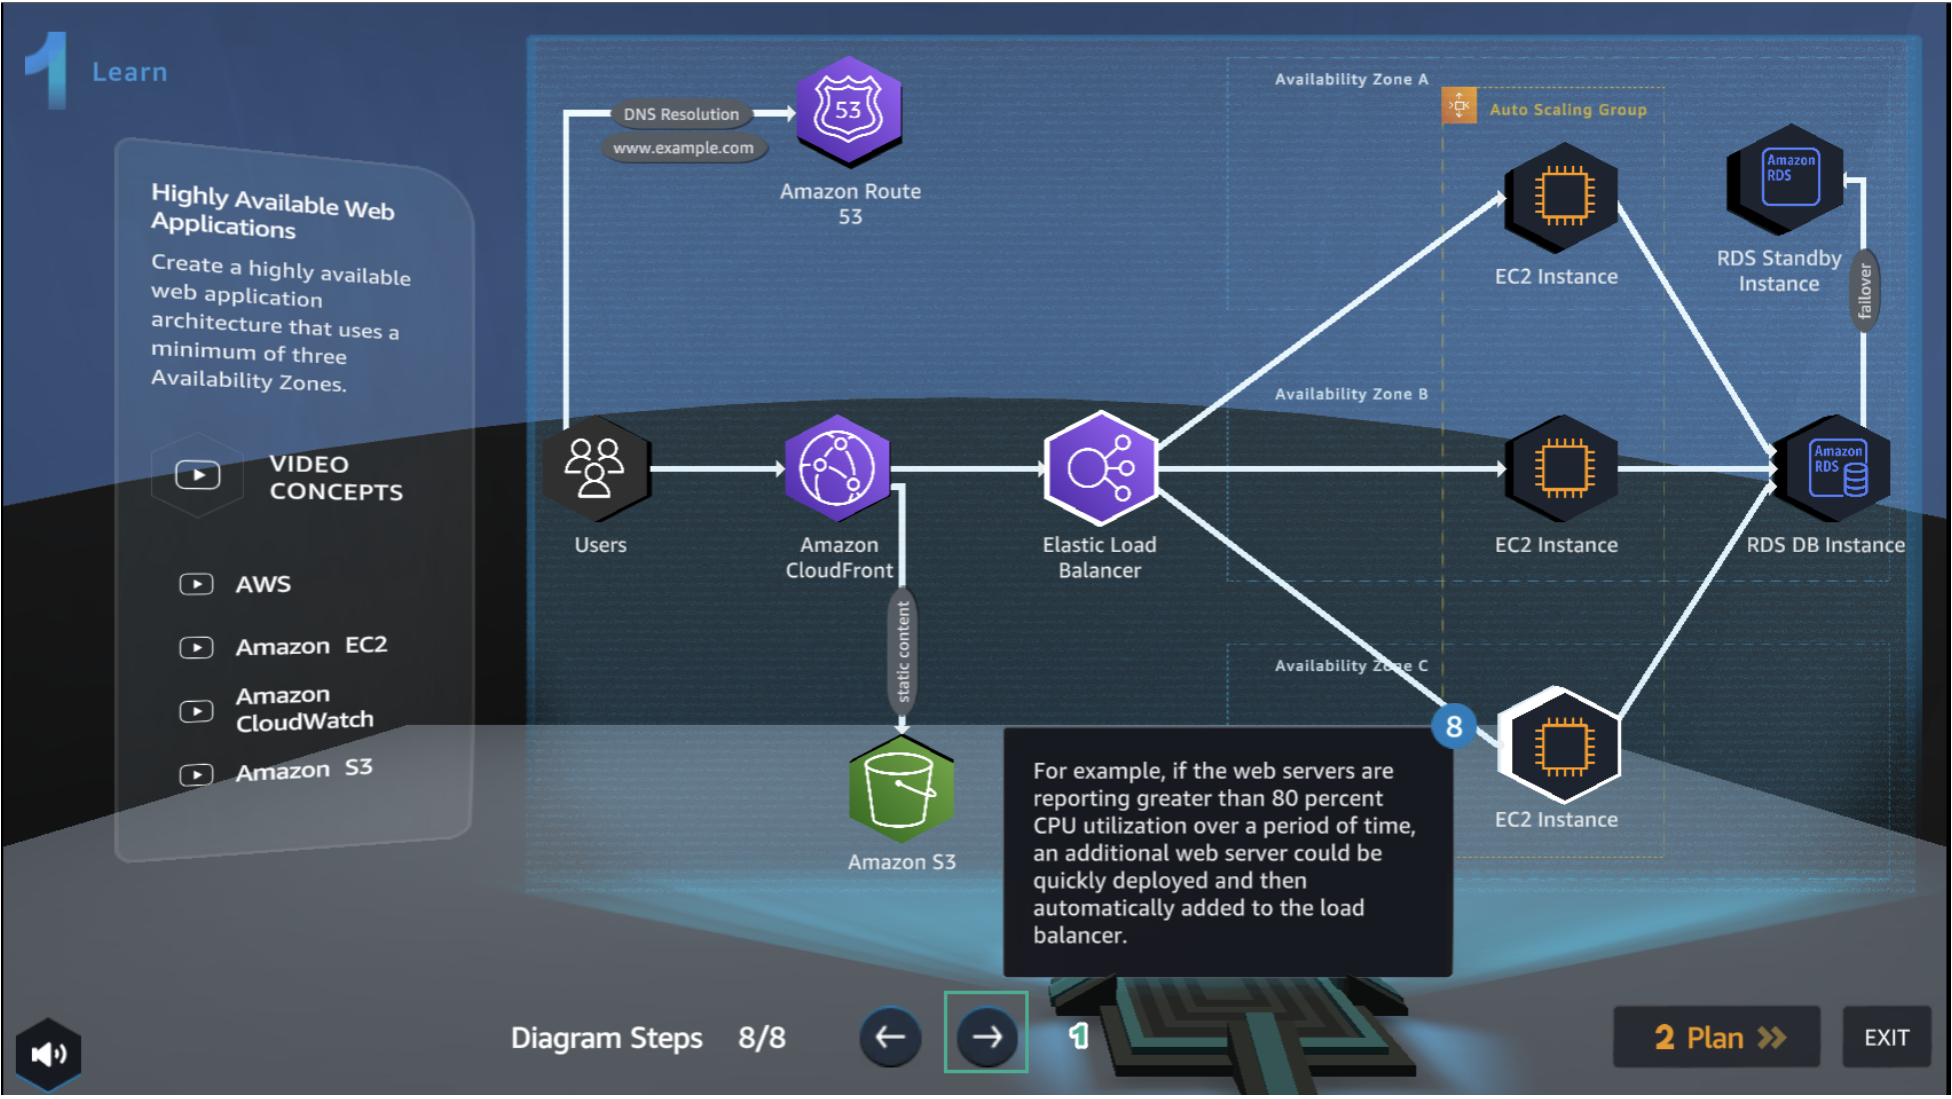 1 Learn
Highly Available Web
Applications
Create a highly available
web application
architecture that uses a
minimum of three
Availability Zones.
VIDEO
CONCEPTS
AWS
Amazon EC2
Amazon
CloudWatch
Amazon S3
DNS Resolution
www.example.com
53
Amazon Route
53
Users
Amazon
CloudFront
static content
Amazon S3
Elastic Load
Balancer
Availability Zone A
Auto Scaling Group
EC2 Instance
Amazon
RDS
RDS Standby
Instance
failover
Availability Zone B
EC2 Instance
Amazon
RDS
RDS DB Instance
Availability Zone C
EC2 Instance
8
For example, if the web servers are
reporting greater than 80 percent
CPU utilization over a period of time,
an additional web server could be
quickly deployed and then
automatically added to the load
balancer.
Diagram Steps 8/8
1
2 Plan
EXIT